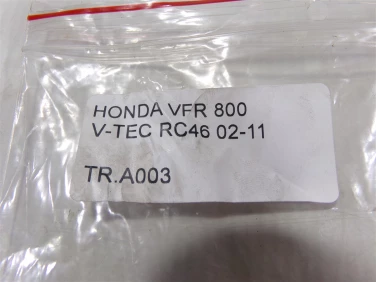 HONDA VFR 800
V-TEC RC46 02-11
TR.A003